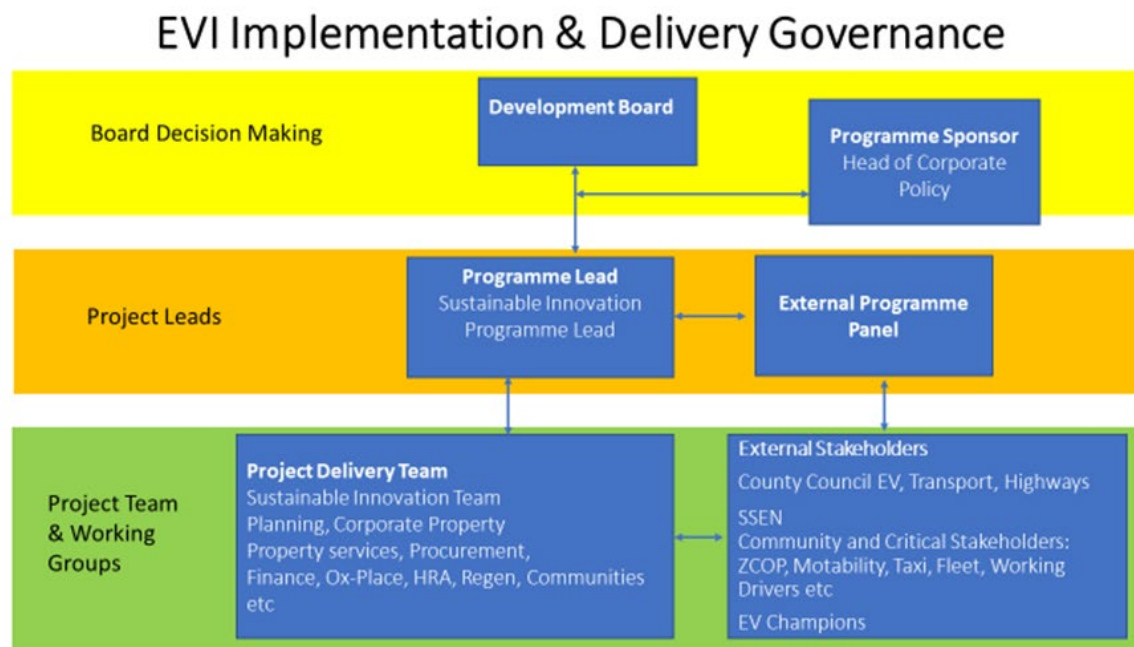 EVI Implementation & Delivery Governance
Board Decision Making
Development Board
Programme Sponsor
Head of Corporate
Policy
Project Leads
Programme Lead
Sustainable Innovation
Programme Lead
External Programme
Panel
Project Team
& Working
Groups
Project Delivery Team
Sustainable Innovation Team
Planning, Corporate Property
Property services, Procurement,
Finance, Ox-Place, HRA, Regen, Communities
etc
External Stakeholders
County Council EV, Transport, Highways
SSEN
Community and Critical Stakeholders:
ZCOP, Motability, Taxi, Fleet, Working
Drivers etc
EV Champions